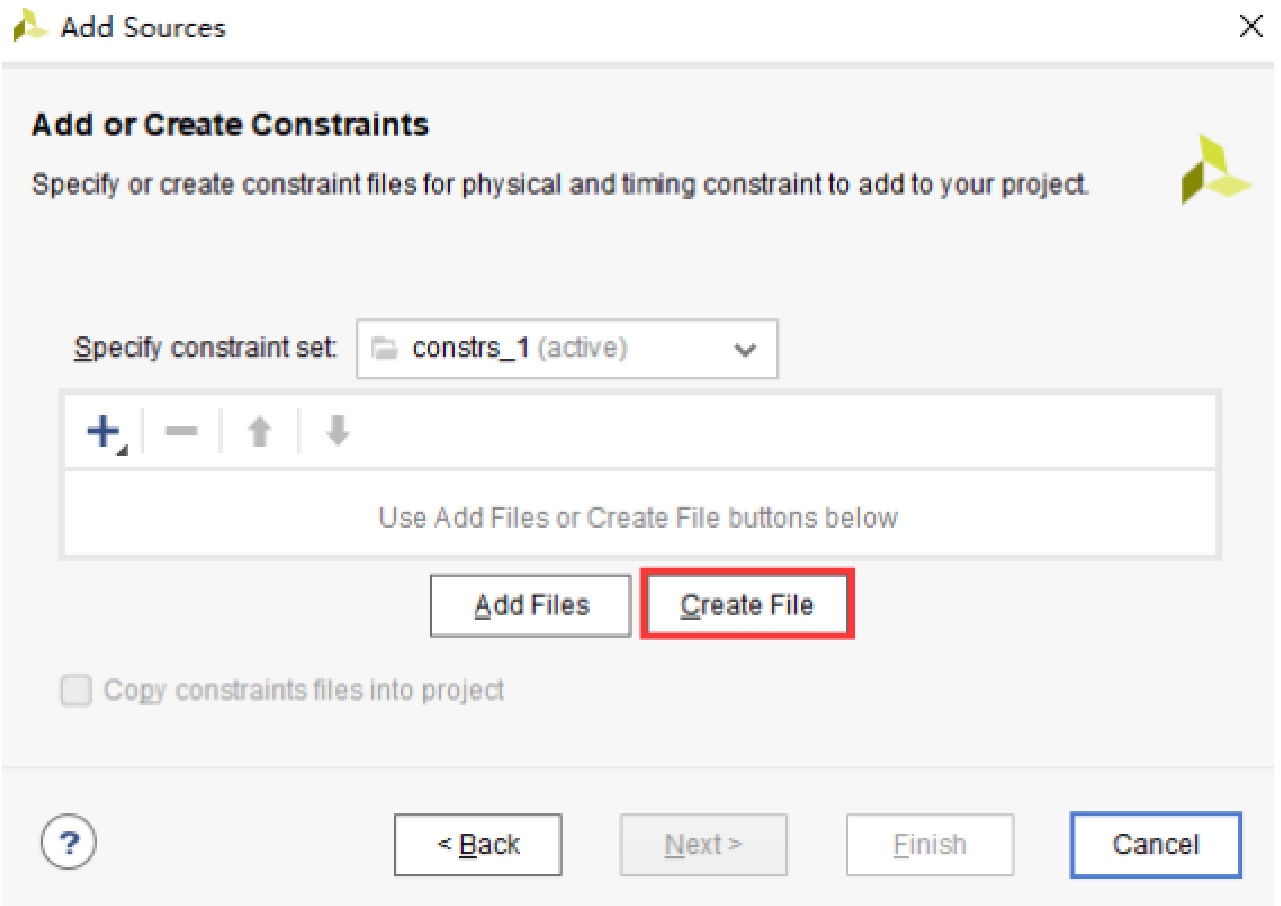 Add Sources
Add or Create Constraints
Specify or create constraint files for physical and timing constraint to add to your project.
Specify constraint set: constrs_1 (active)
Use Add Files or Create File buttons below
Add Files Create File
Copy constraints files into project
? < Back Next > Finish Cancel